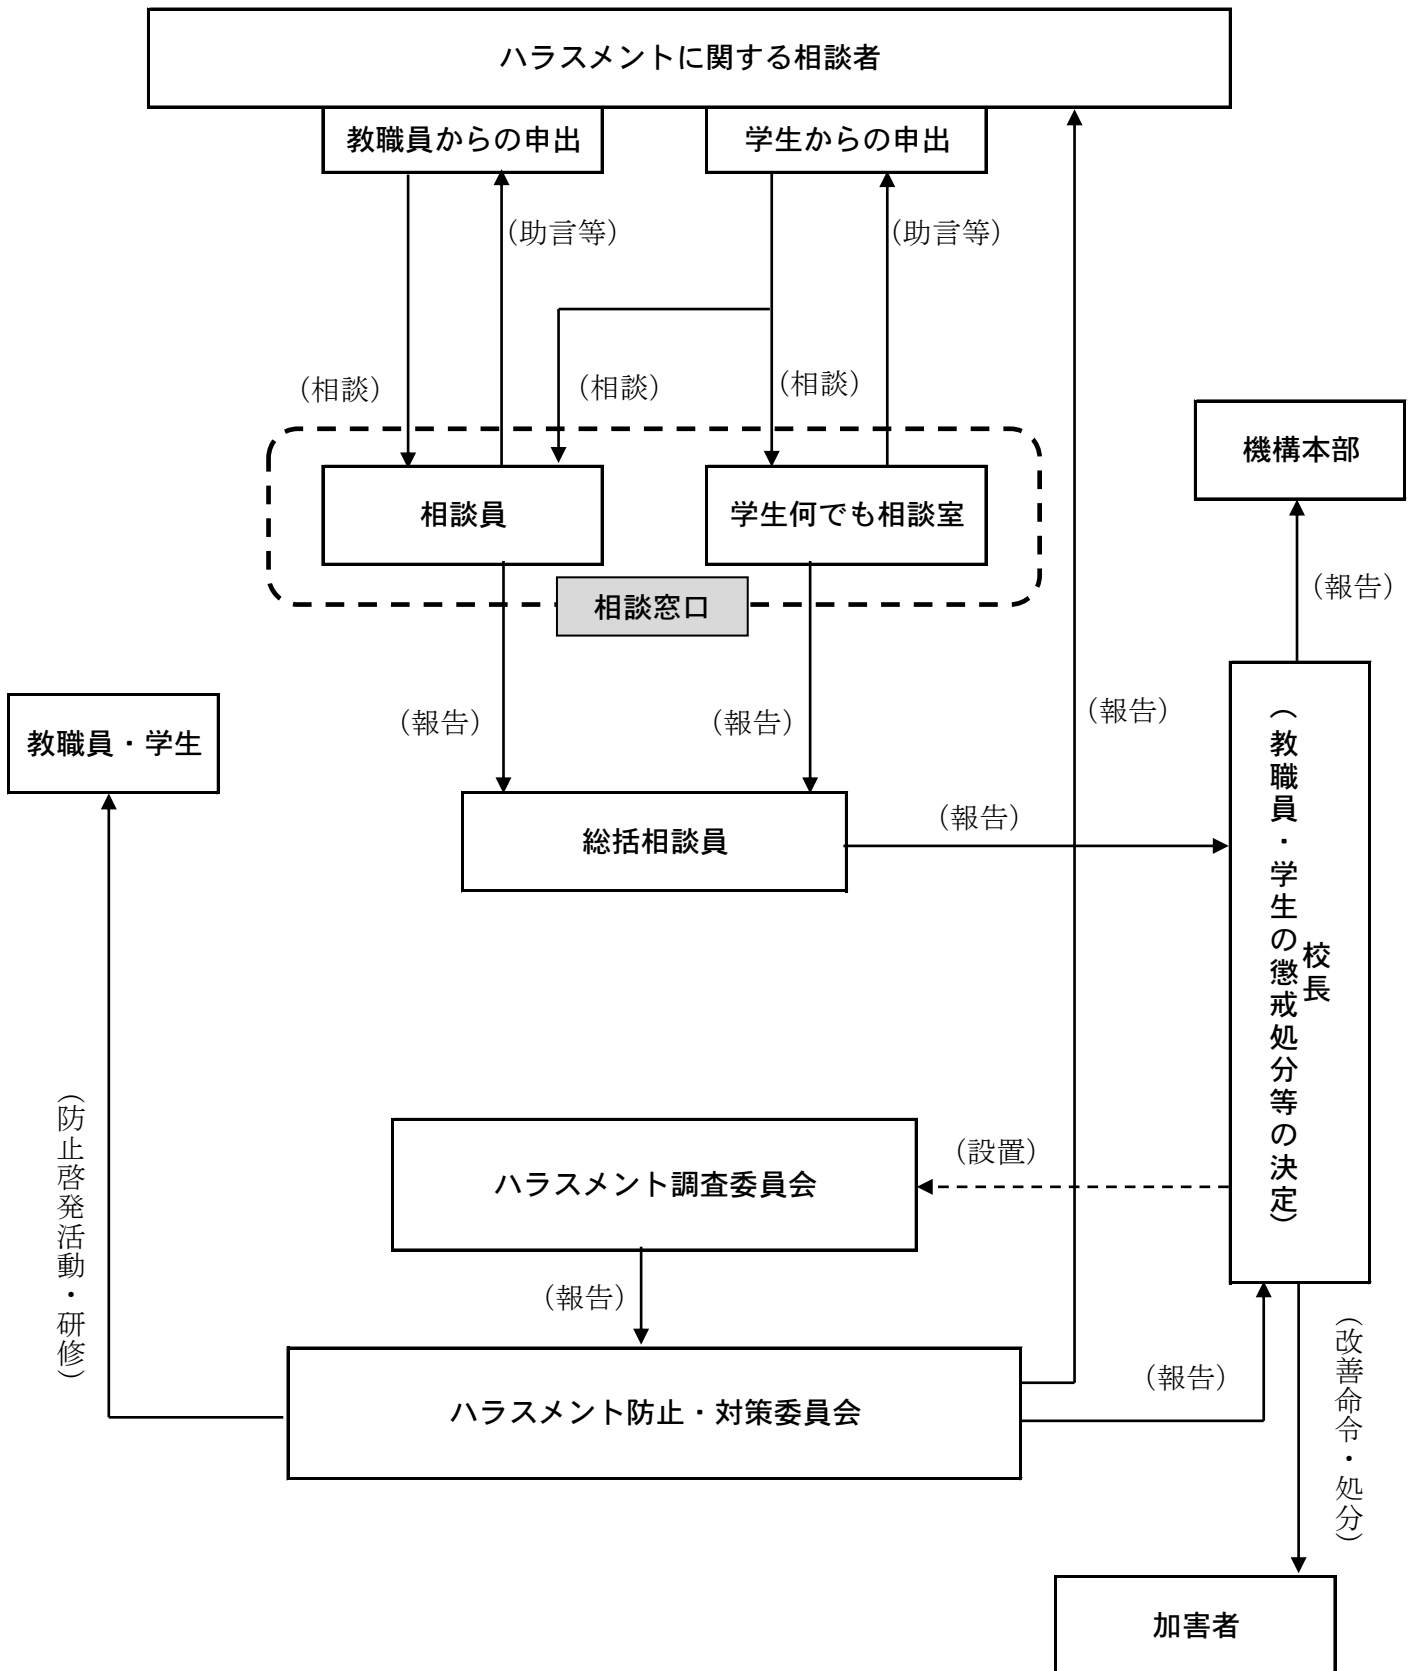 ハラスメントに関する相談者
教職員からの申出
学生からの申出
（助言等）
（助言等）
（相談）
（相談）
（相談）
機構本部
相談員
学生何でも相談室
（報告）
相談窓口
教職員・学生
（報告）
（報告）
（報告）
総括相談員
（報告）
校長
（教職員・学生の懲戒処分等の決定）
（防止啓発活動・研修）
ハラスメント調査委員会
（設置）
（報告）
ハラスメント防止・対策委員会
（報告）
（改善命令・処分）
加害者